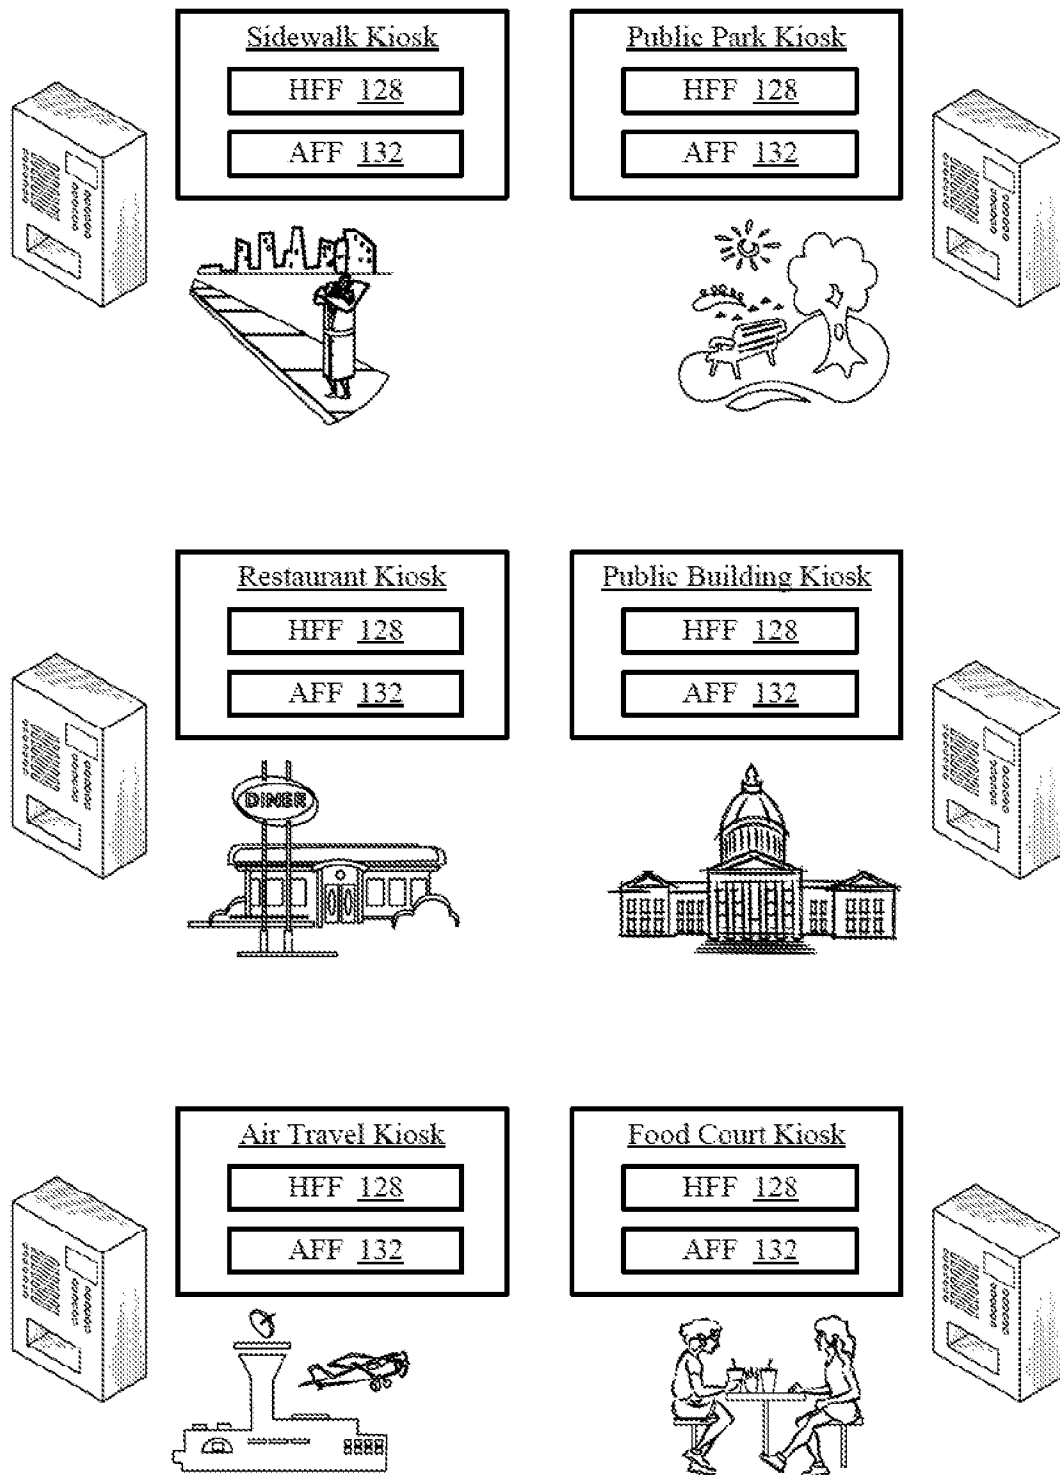 Sidewalk Kiosk
HFF 128
AFF 132
Public Park Kiosk
HFF 128
AFF 132
Restaurant Kiosk
HFF 128
AFF 132
DINER
Public Building Kiosk
HFF 128
AFF 132
Air Travel Kiosk
HFF 128
AFF 132
Food Court Kiosk
HFF 128
AFF 132